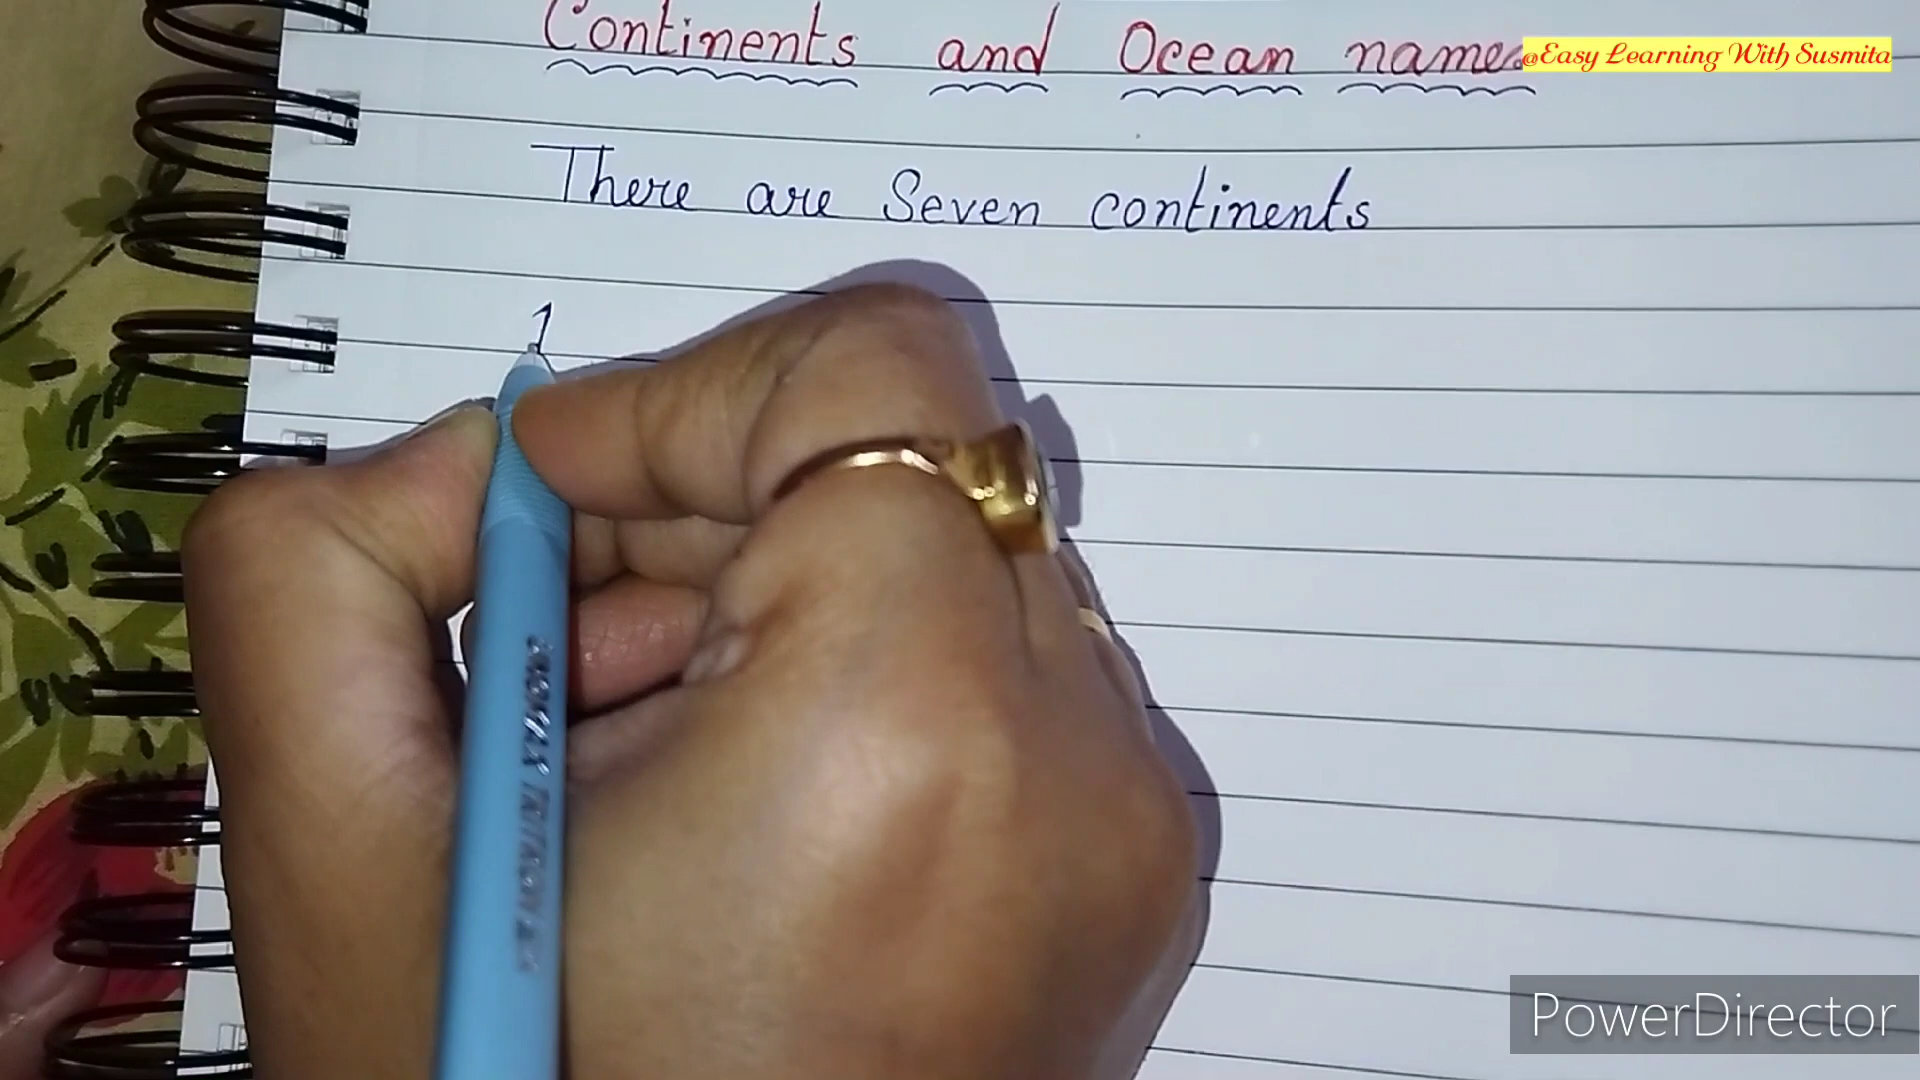 Continents and Ocean names
@Easy Learning With Susmita
There are Seven continents
1
PowerDirector